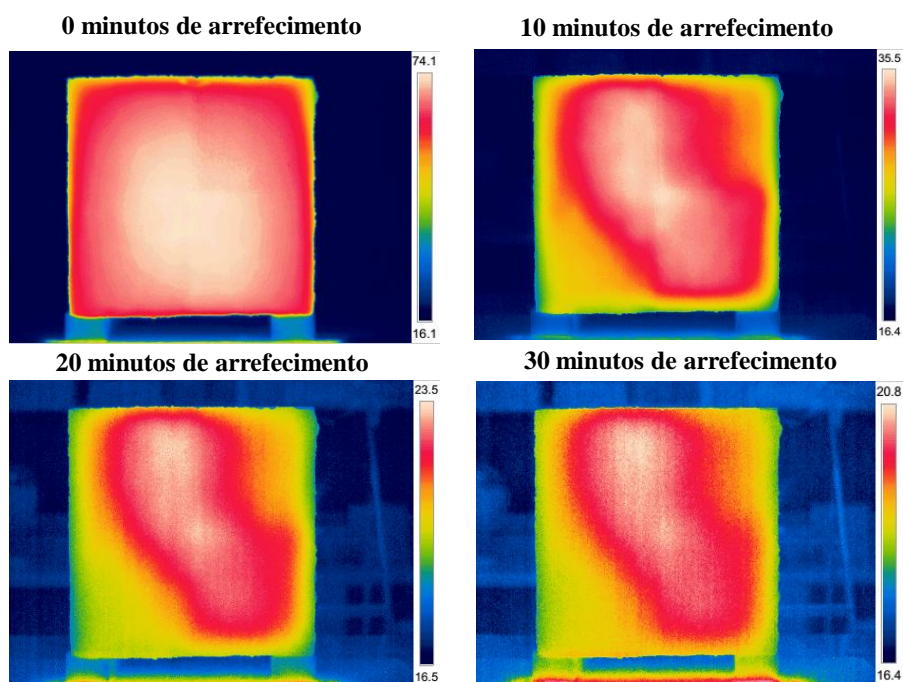 0 minutos de arrefecimento
10 minutos de arrefecimento
74.1
16.1
35.5
16.4
20 minutos de arrefecimento
30 minutos de arrefecimento
23.5
16.5
20.8
16.4